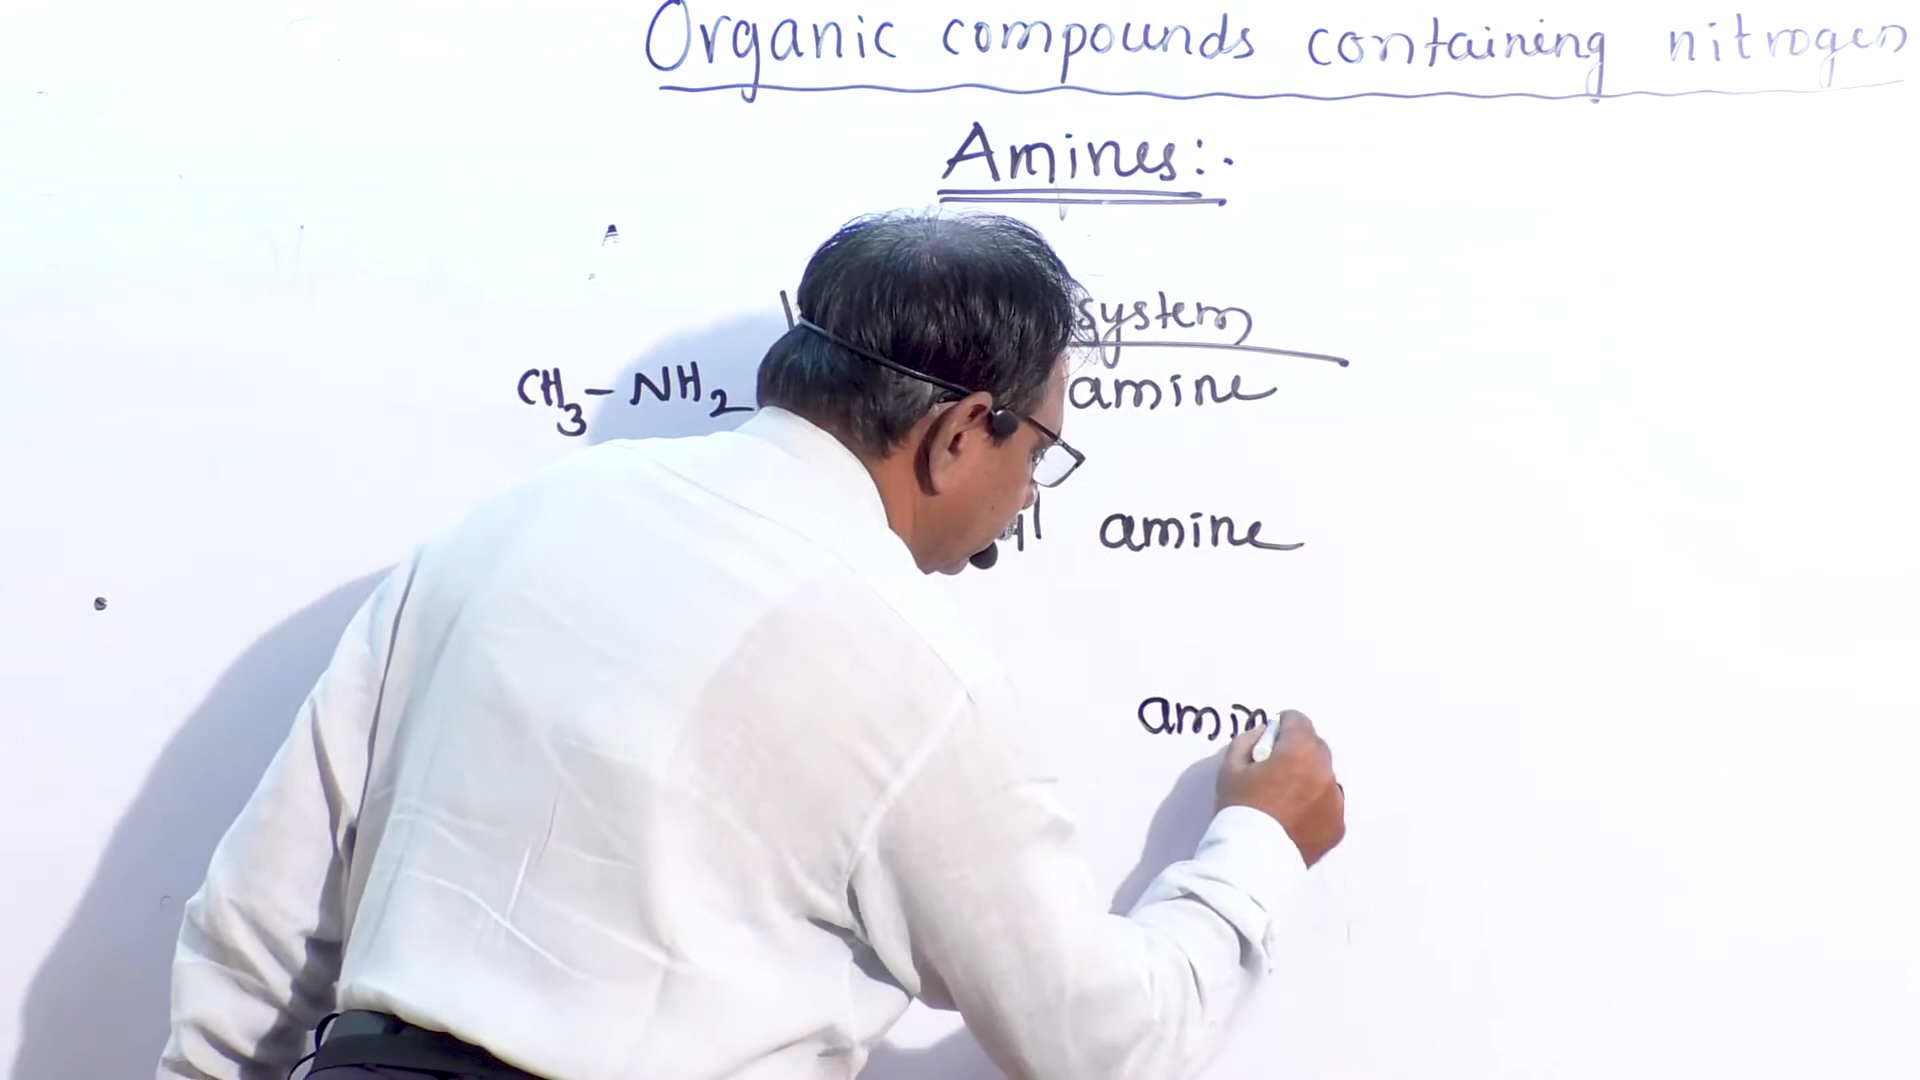 Organic compounds containing nitrogen
Amines:-
system
CH3 - NH2 amine
amine
amin